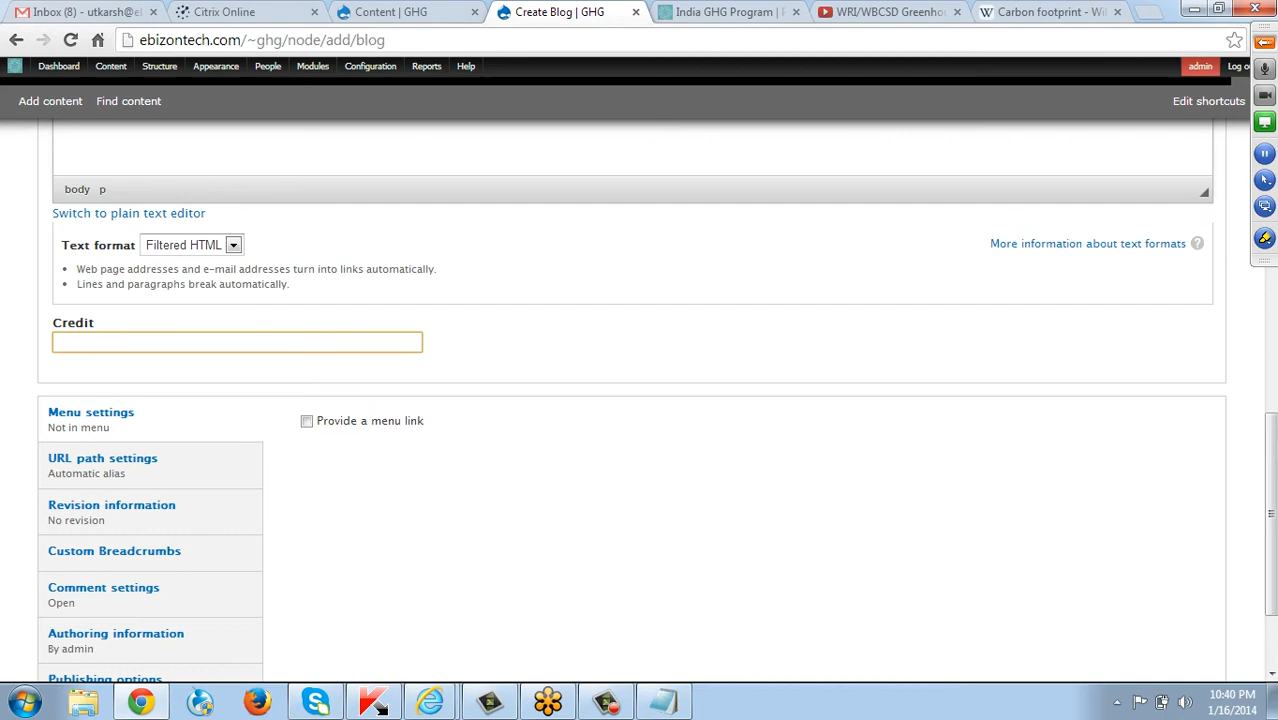 Inbox (8) - utkarsh@el
Citrix Online
Content | GHG
Create Blog | GHG
India GHG Program | P
WRI/WBCSD Greenhou
Carbon footprint - Wi
ebizontech.com/~ghg/node/add/blog
Dashboard Content Structure Appearance People Modules Configuration Reports Help admin Log o
Add content Find content Edit shortcuts
body p
Switch to plain text editor
Text format Filtered HTML More information about text formats ?
• Web page addresses and e-mail addresses turn into links automatically.
• Lines and paragraphs break automatically.
Credit
Menu settings
Not in menu
Provide a menu link
URL path settings
Automatic alias
Revision information
No revision
Custom Breadcrumbs
Comment settings
Open
Authoring information
By admin
Publishing options
10:40 PM
1/16/2014